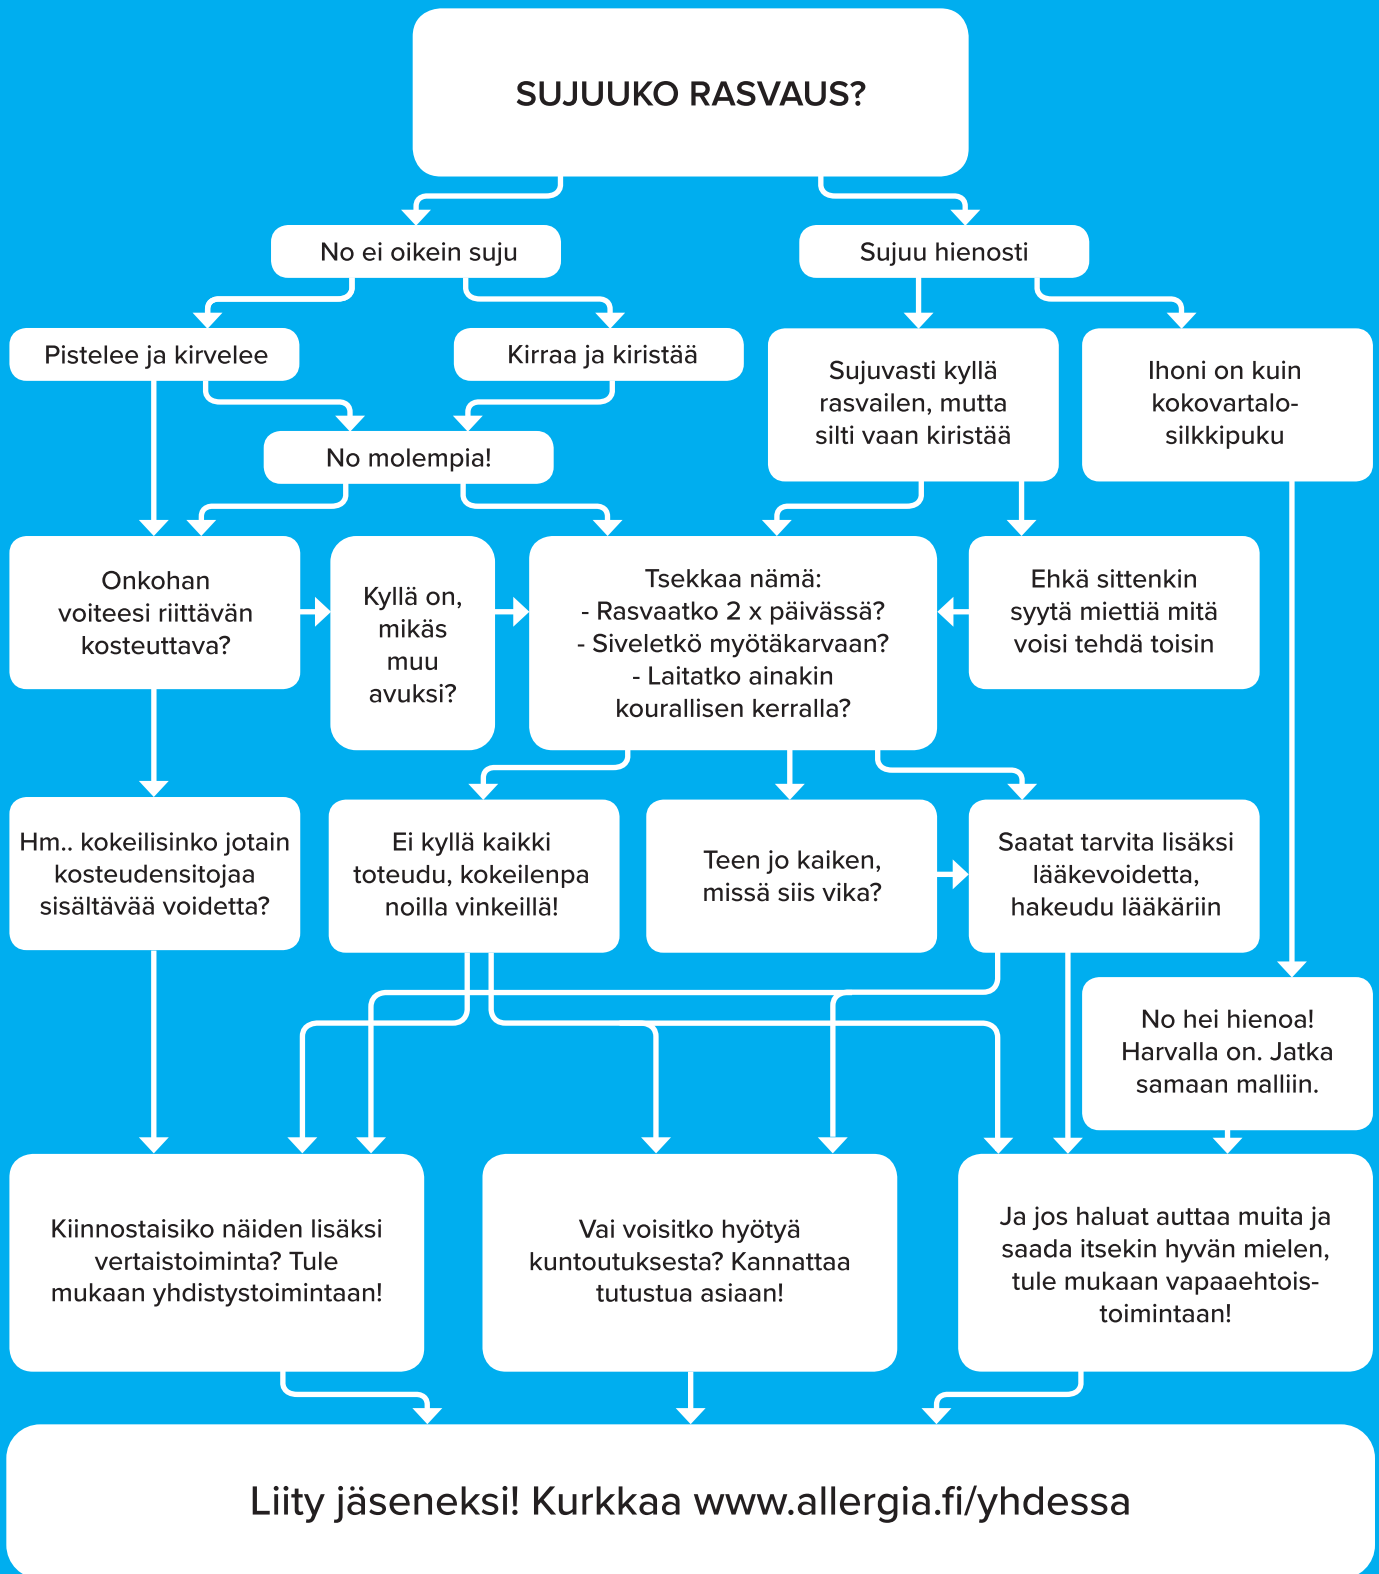 SUJUUKO RASVAUS?
No ei oikein suju
Sujuu hienosti
Pistelee ja kirvelee
Kirraa ja kiristää
Sujuvasti kyllä
rasvailen, mutta
silti vaan kiristää
Ihoni on kuin
kokovartalo-
silkkipuku
No molempia!
Onkohan
voiteesi riittävän
kosteuttava?
Kyllä on,
mikäs
muu
avuksi?
Tsekkaa nämä:
- Rasvaatko 2 x päivässä?
- Siveletkö myötäkarvaan?
- Laitatko ainakin
kourallisen kerralla?
Ehkä sittenkin
syytä miettiä mitä
voisi tehdä toisin
Hm.. kokeilisinko jotain
kosteudensitojaa
sisältävää voidetta?
Ei kyllä kaikki
toteudu, kokeilenpa
noilla vinkeillä!
Teen jo kaiken,
missä siis vika?
Saatat tarvita lisäksi
lääkevoidetta,
hakeudu lääkäriin
No hei hienoa!
Harvalla on. Jatka
samaan malliin.
Kiinnostaisiko näiden lisäksi
vertaistoiminta? Tule
mukaan yhdistystoimintaan!
Vai voisitko hyötyä
kuntoutuksesta? Kannattaa
tutustua asiaan!
Ja jos haluat auttaa muita ja
saada itsekin hyvän mielen,
tule mukaan vapaaehtois-
toimintaan!
Liity jäseneksi! Kurkkaa www.allergia.fi/yhdessa